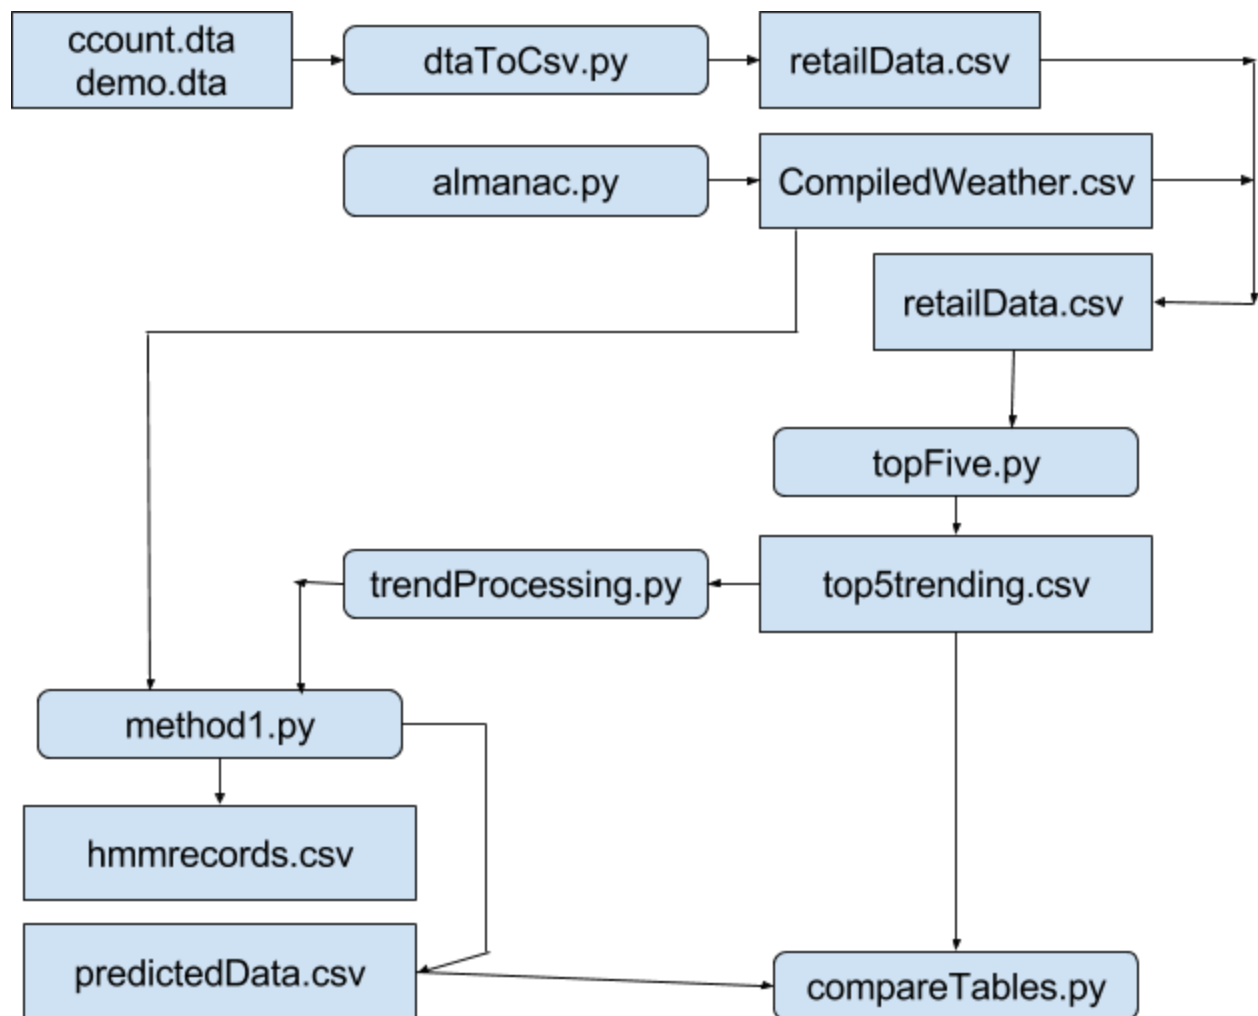 ccount.dta
demo.dta
dtaToCsv.py
retailData.csv
almanac.py
CompiledWeather.csv
retailData.csv
topFive.py
trendProcessing.py
top5trending.csv
method1.py
hmmrecords.csv
predictedData.csv
compareTables.py